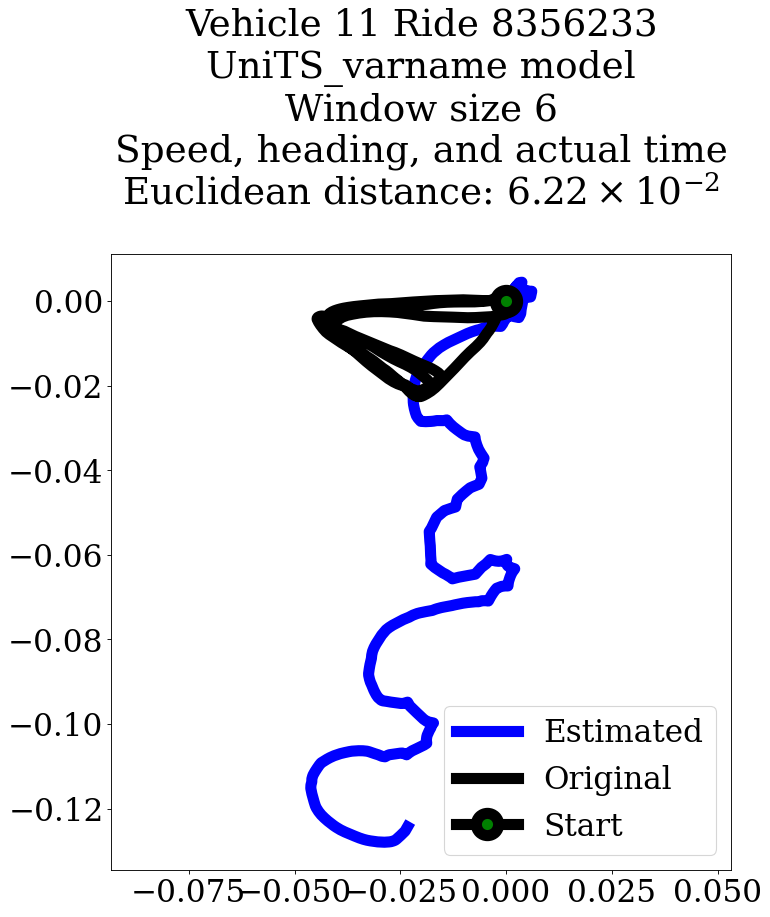 Vehicle 11 Ride 8356233
UniTS_varname model
Window size 6
Speed, heading, and actual time
Euclidean distance: 6.22 × 10⁻²
0.00
−0.02
−0.04
−0.06
−0.08
−0.10
−0.12
Estimated
Original
Start
−0.075 −0.050 −0.025 0.000 0.025 0.050